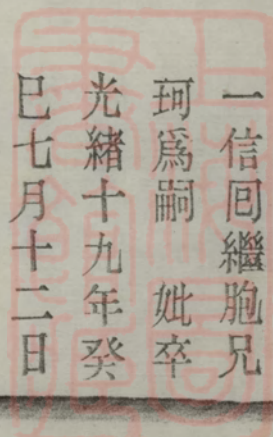 一信回繼胞兄
珂爲嗣　妣卒
光緒十九年癸
巳七月十二日